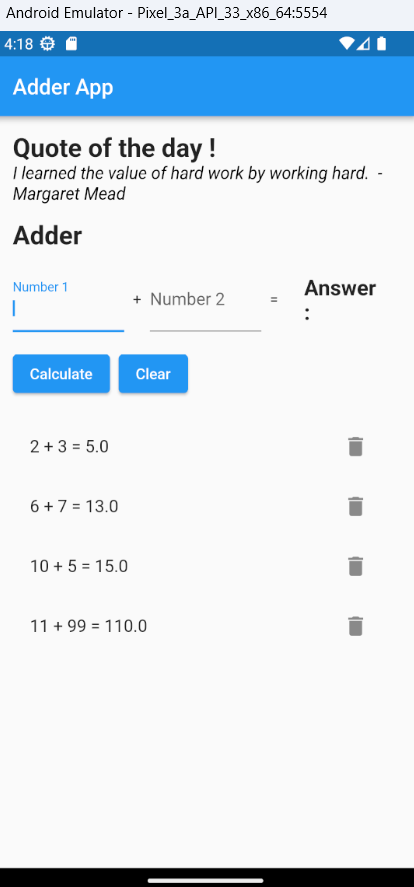 Android Emulator - Pixel_3a_API_33_x86_64:5554
4:18
Adder App
Quote of the day !
I learned the value of hard work by working hard. -
Margaret Mead
Adder
Number 1
+ Number 2 = Answer
:
Calculate Clear
2 + 3 = 5.0
6 + 7 = 13.0
10 + 5 = 15.0
11 + 99 = 110.0